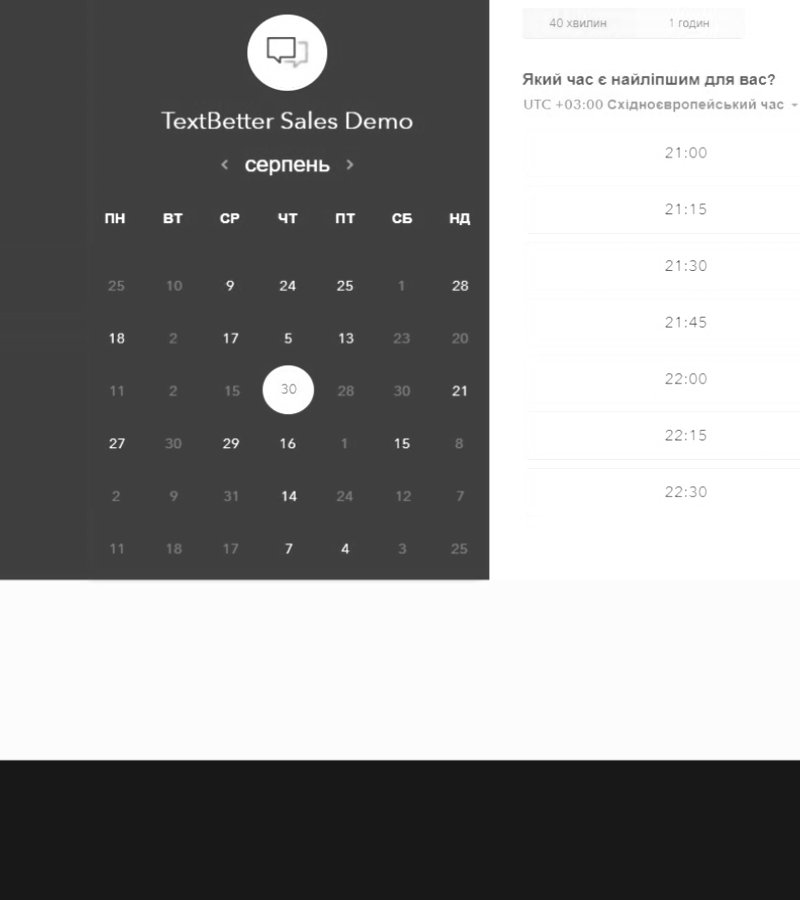 TextBetter Sales Demo
‹ серпень ›
ПН ВТ СР ЧТ ПТ СБ НД
25 10 9 24 25 1 28
18 2 17 5 13 23 20
11 2 15 30 28 30 21
27 30 29 16 1 15 8
2 9 31 14 24 12 7
11 18 17 7 4 3 25
40 хвилин 1 годин
Який час є найліпшим для вас?
UTC +03:00 Східноєвропейський час
21:00
21:15
21:30
21:45
22:00
22:15
22:30